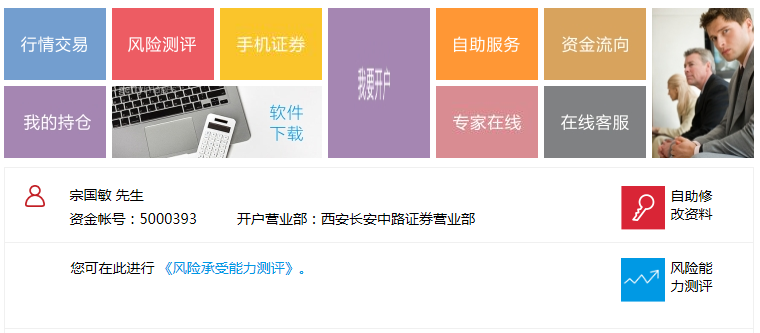 行情交易
风险测评
手机证券
我要开户
自助服务
资金流向
我的持仓
软件
下载
专家在线
在线客服
宗国敏 先生
资金帐号：5000393 开户营业部：西安长安中路证券营业部
自助修
改资料
您可在此进行 《风险承受能力测评》。
风险能
力测评